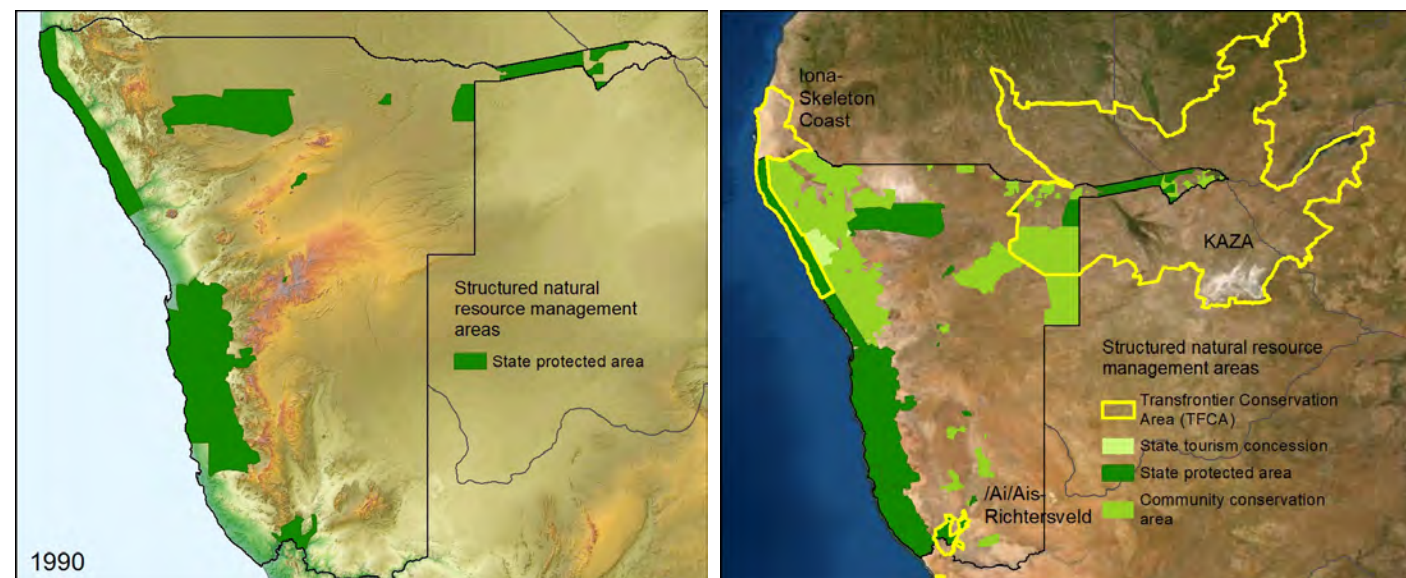 Structured natural
resource management
areas
State protected area
1990
Iona-
Skeleton
Coast
KAZA
/Ai/Ais-
Richtersveld
Structured natural resource
management areas
Transfrontier Conservation
Area (TFCA)
State tourism concession
State protected area
Community conservation
area